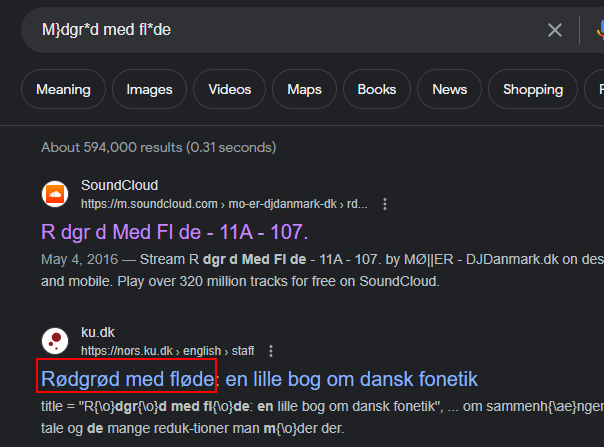 M}dgr*d med fl*de
Meaning Images Videos Maps Books News Shopping
About 594,000 results (0.31 seconds)
SoundCloud
https://m.soundcloud.com › mo-er-djdanmark-dk › rd...
R dgr d Med Fl de - 11A - 107.
May 4, 2016 — Stream R dgr d Med Fl de - 11A - 107. by MØ||ER - DJDanmark.dk on des
and mobile. Play over 320 million tracks for free on SoundCloud.
ku.dk
https://nors.ku.dk › english › staff
Rødgrød med fløde: en lille bog om dansk fonetik
title = "R{\o}dgr{\o}d med fl{\o}de: en lille bog om dansk fonetik", ... om sammenh{\ae}nger
tale og de mange reduk-tioner man m{\o}der der.